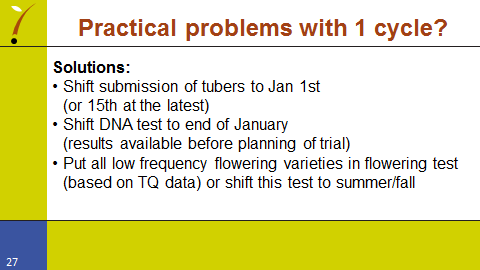 Practical problems with 1 cycle?
Solutions:
• Shift submission of tubers to Jan 1st
(or 15th at the latest)
• Shift DNA test to end of January
(results available before planning of trial)
• Put all low frequency flowering varieties in flowering test
(based on TQ data) or shift this test to summer/fall
27